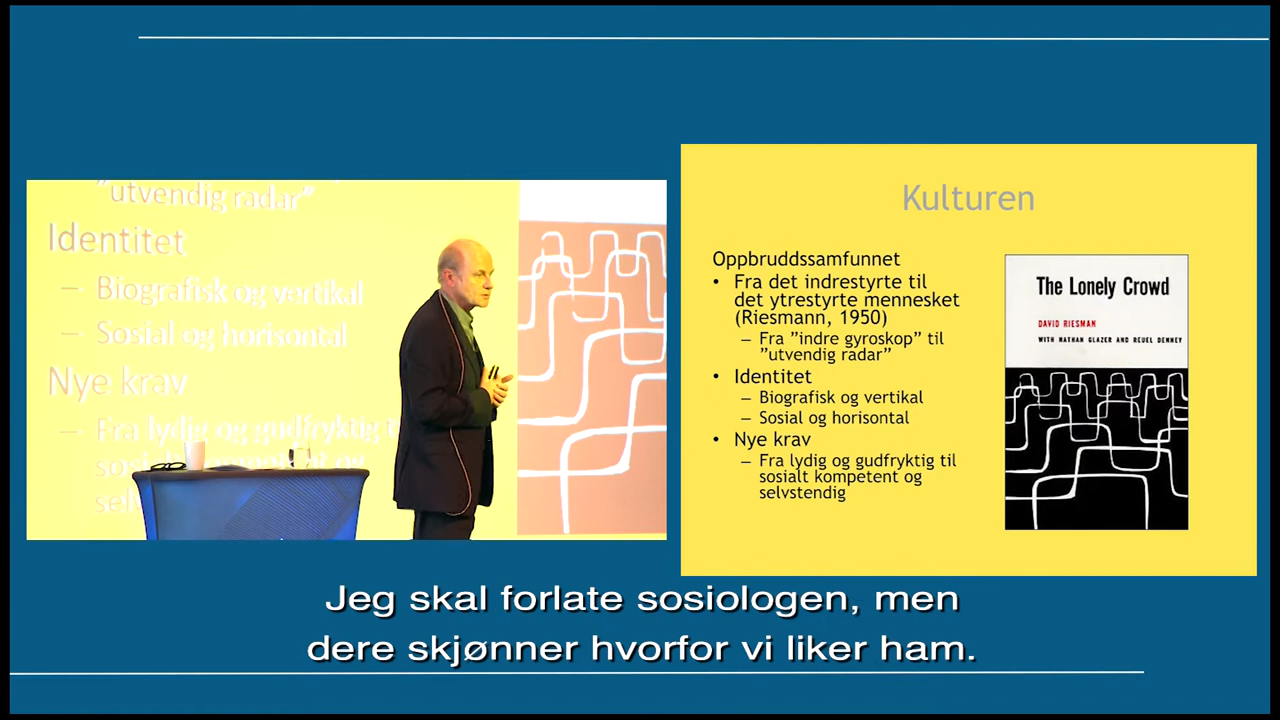 "utvendig radar"
Identitet
– Biografisk og vertikal
– Sosial og horisontal
Nye krav
– Fra lydig og gudfryktig t
Kulturen
Oppbruddssamfunnet
• Fra det indrestyrte til
det ytrestyrte mennesket
(Riesmann, 1950)
– Fra "indre gyroskop" til
"utvendig radar"
• Identitet
– Biografisk og vertikal
– Sosial og horisontal
• Nye krav
– Fra lydig og gudfryktig til
sosialt kompetent og
selvstendig
The Lonely Crowd
DAVID RIESMAN
WITH NATHAN GLAZER AND REUEL DENNEY
Jeg skal forlate sosiologen, men
dere skjønner hvorfor vi liker ham.